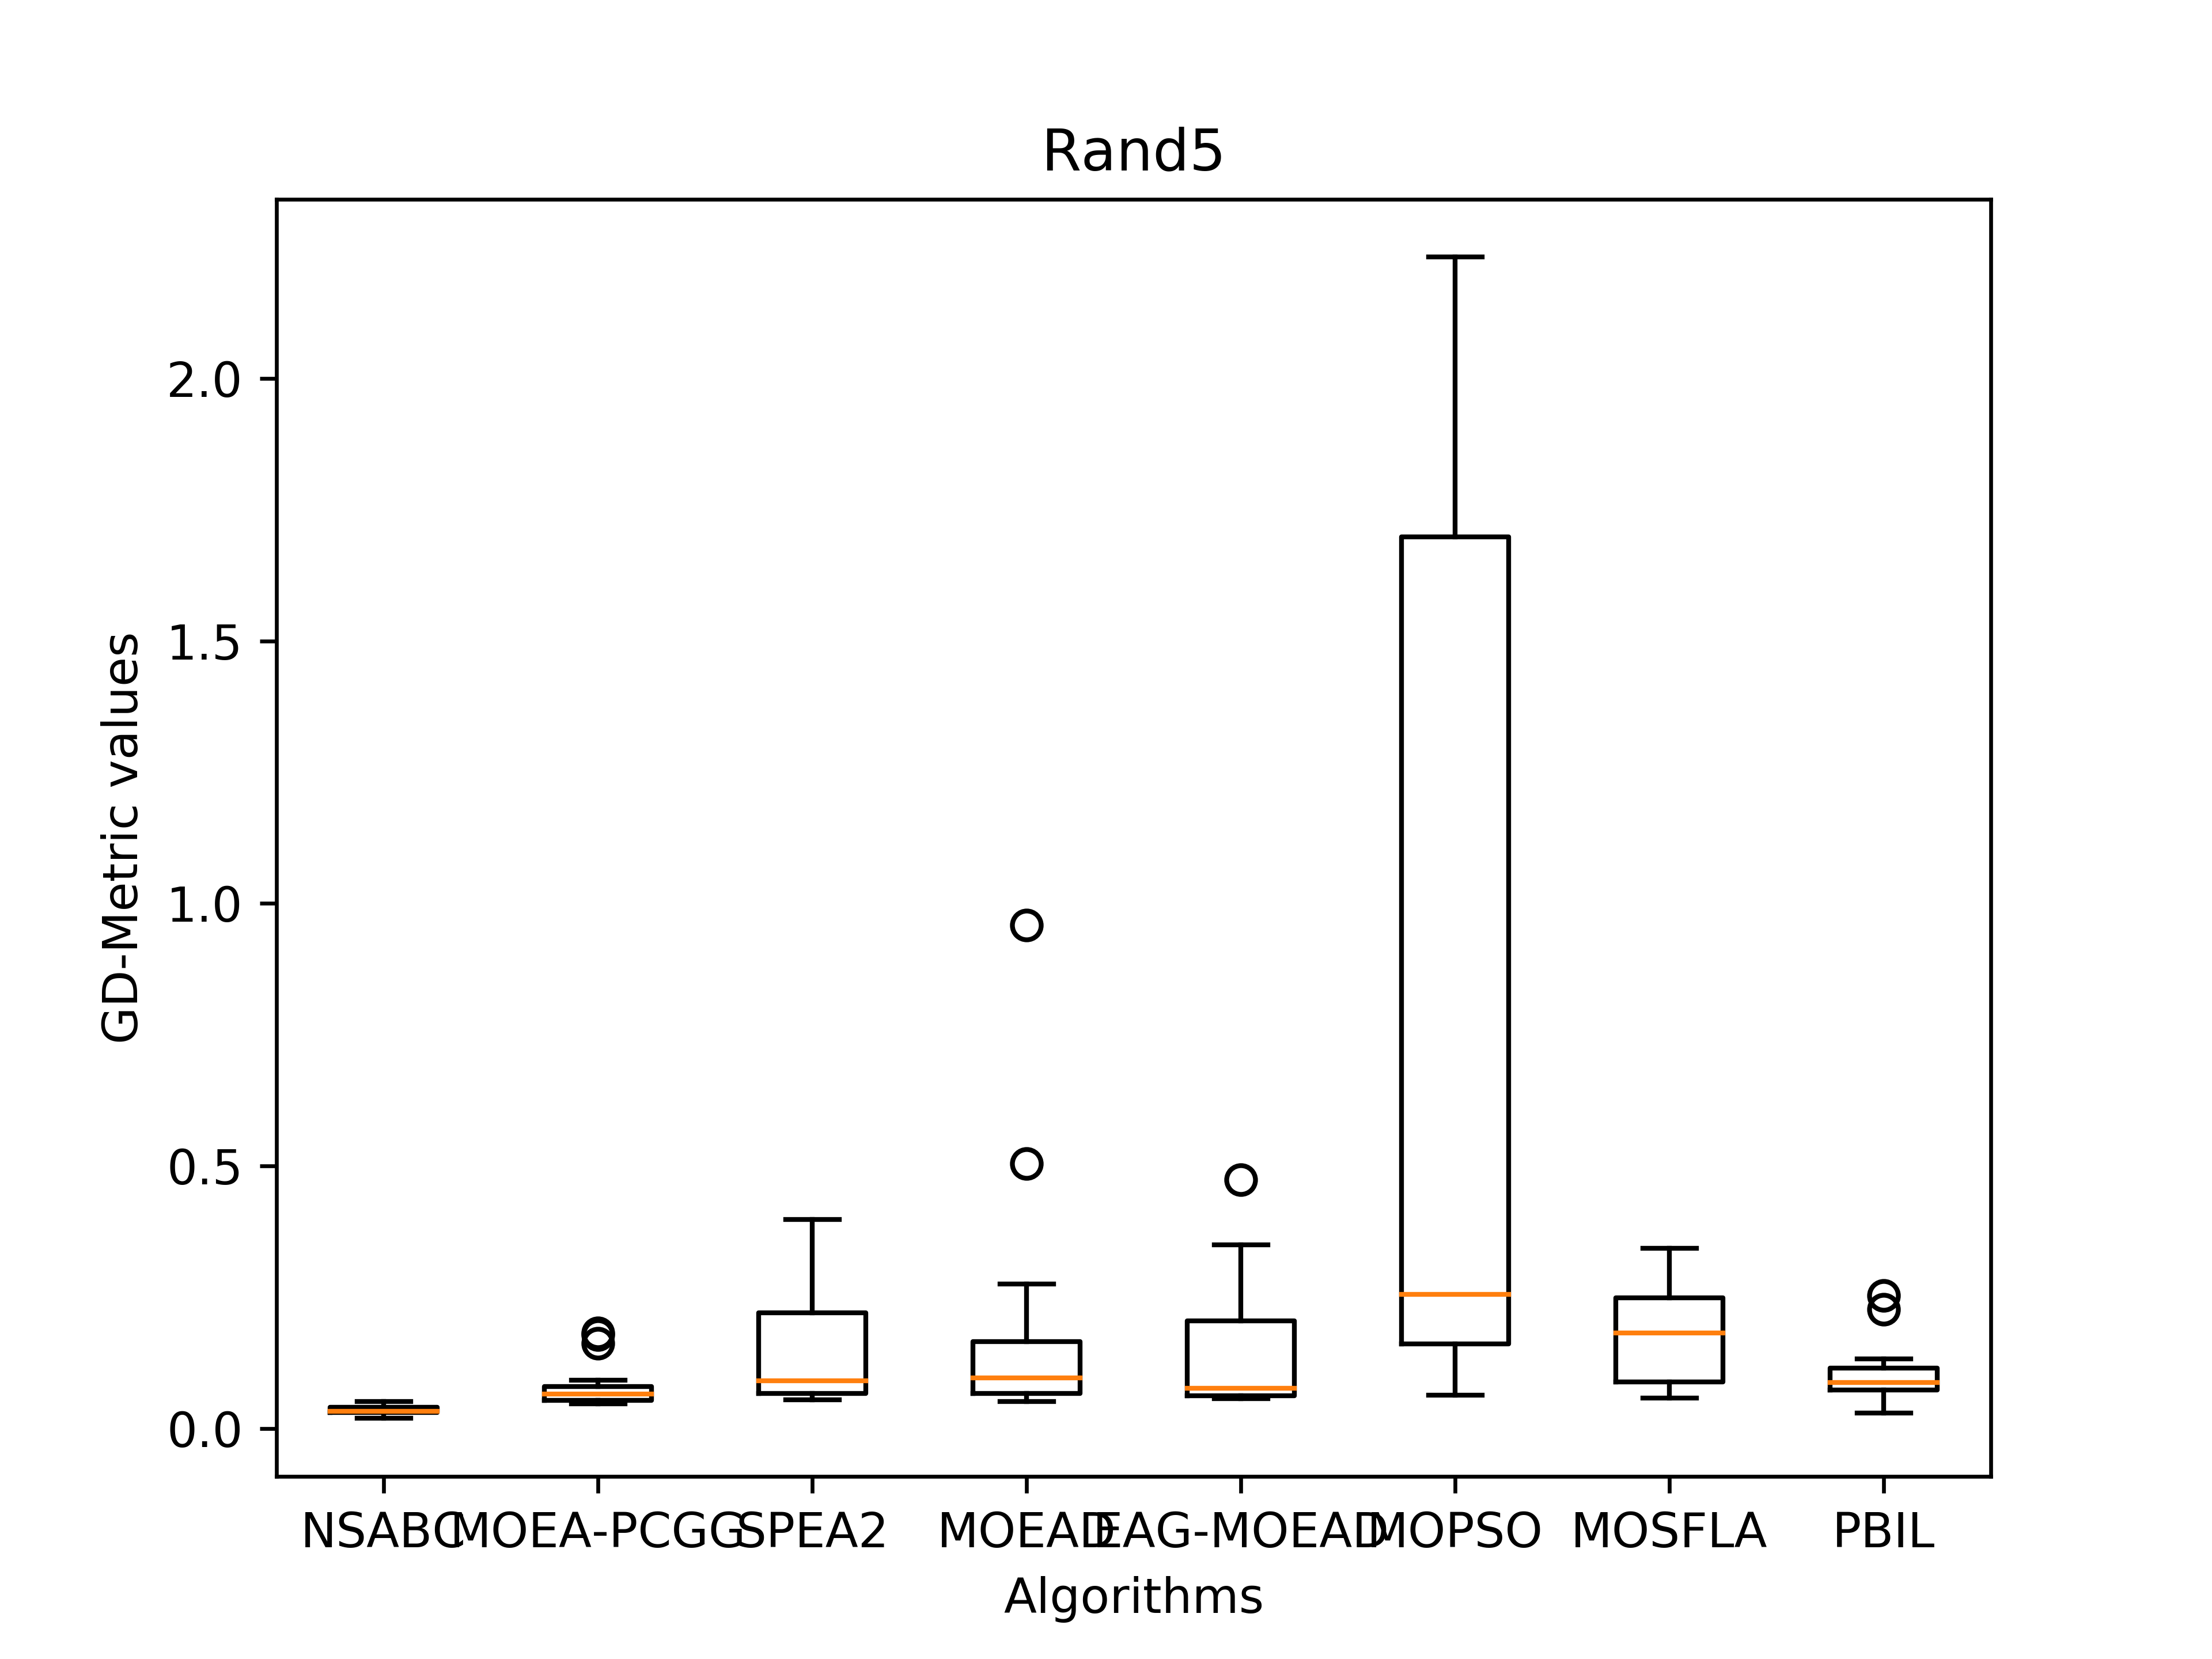 Rand5
GD-Metric values
2.0
1.5
1.0
0.5
0.0
NSABC MOEA-PCGG SPEA2 MOEAD EAG-MOEAD MOPSO MOSFLA PBIL
Algorithms